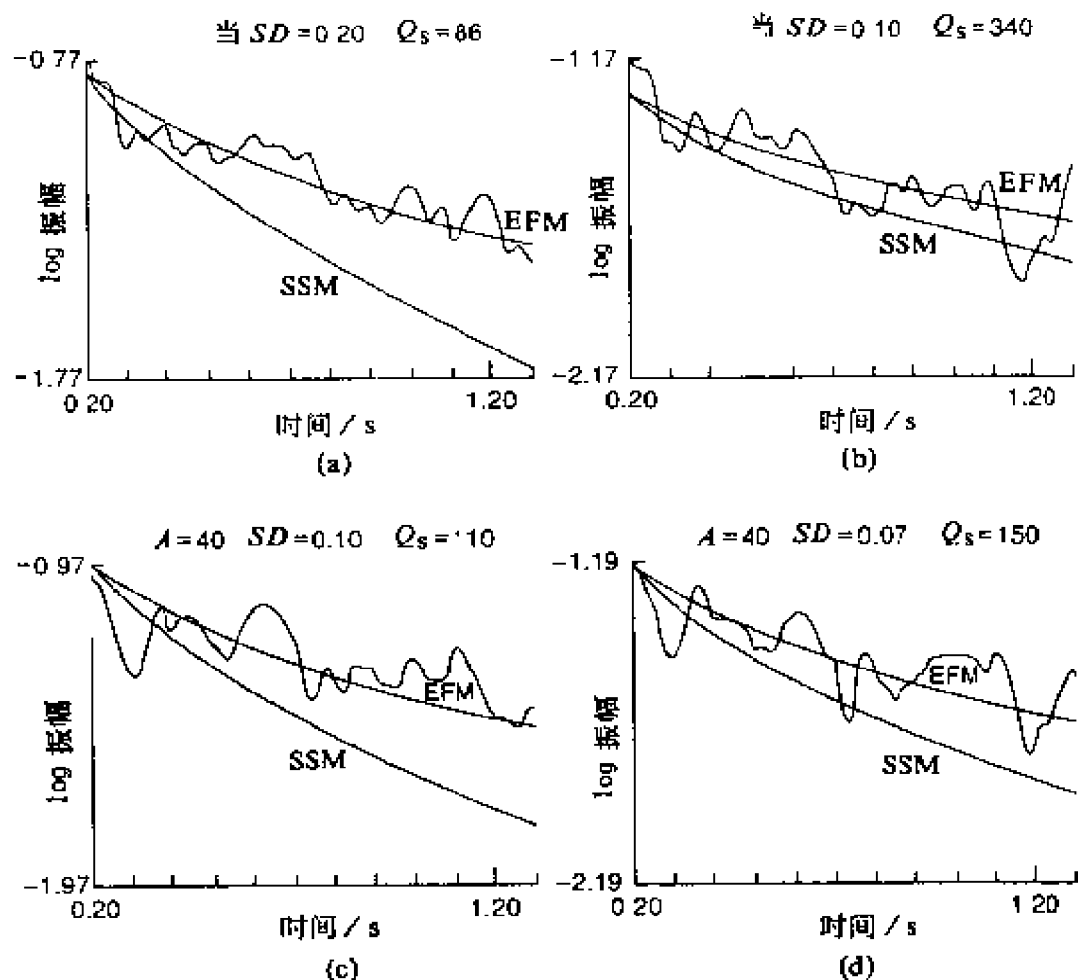 当 SD=0 20 Qs=86
-0 77
log 振幅
EFM
SSM
-1.77
0.20
1.20
时间 / s
(a)
当 SD=0 10 Qs=340
-1 17
log 振幅
EFM
SSM
-2.17
0.20
1.20
时间 / s
(b)
A=40 SD=0.10 Qs=110
-0.97
log 振幅
EFM
SSM
-1.97
0.20
1.20
时间 / s
(c)
A=40 SD=0.07 Qs=150
-1.19
log 振幅
EFM
SSM
-2.19
0 20
1 20
时间 / s
(d)